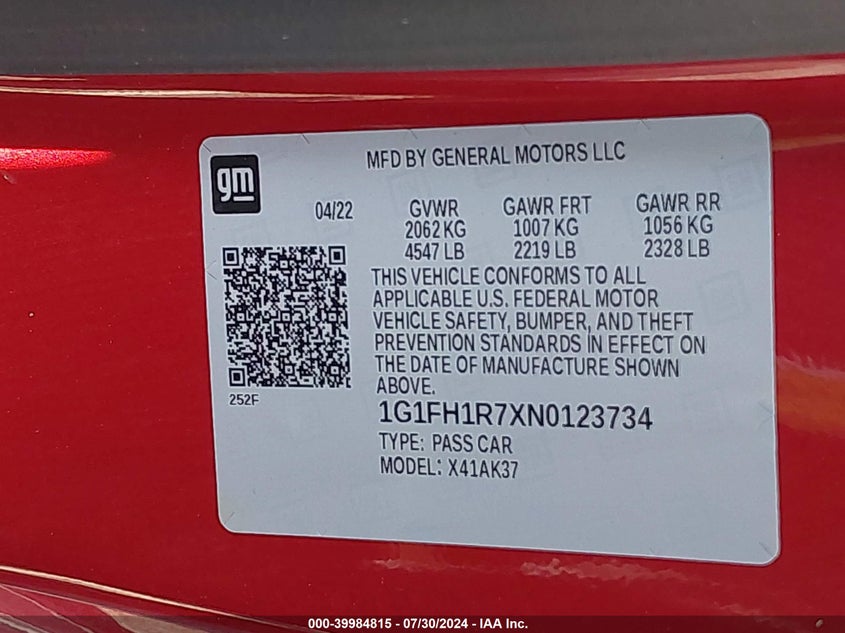 MFD BY GENERAL MOTORS LLC
gm
04/22
GVWR GAWR FRT GAWR RR
2062 KG 1007 KG 1056 KG
4547 LB 2219 LB 2328 LB
THIS VEHICLE CONFORMS TO ALL
APPLICABLE U.S. FEDERAL MOTOR
VEHICLE SAFETY, BUMPER, AND THEFT
PREVENTION STANDARDS IN EFFECT ON
THE DATE OF MANUFACTURE SHOWN
ABOVE.
252F
1G1FH1R7XN0123734
TYPE: PASS CAR
MODEL: X41AK37
000-39984815 - 07/30/2024 - IAA Inc.